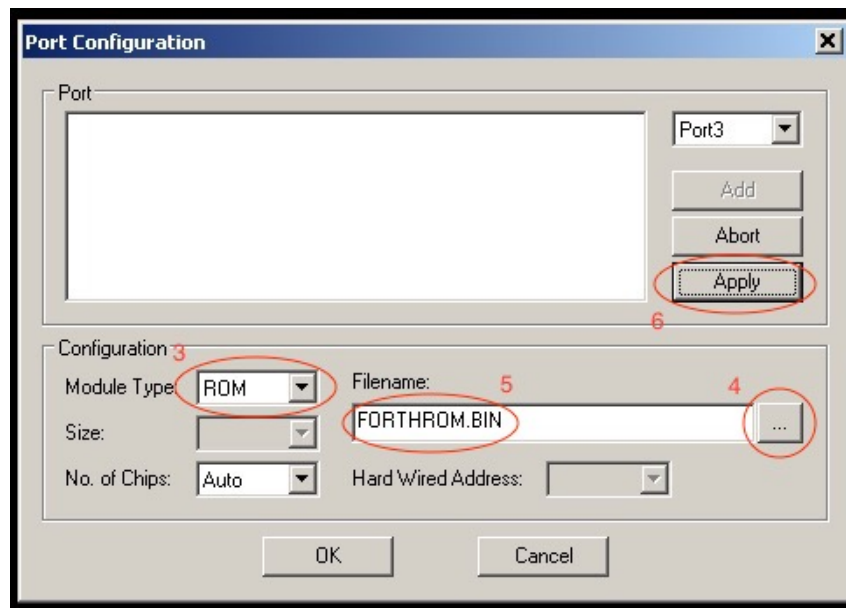 Port Configuration
Port
Port3
Add
Abort
Apply
6
Configuration 3
Module Type: ROM
Filename: 5 4
FORTHROM.BIN ...
Size:
No. of Chips: Auto
Hard Wired Address:
OK Cancel